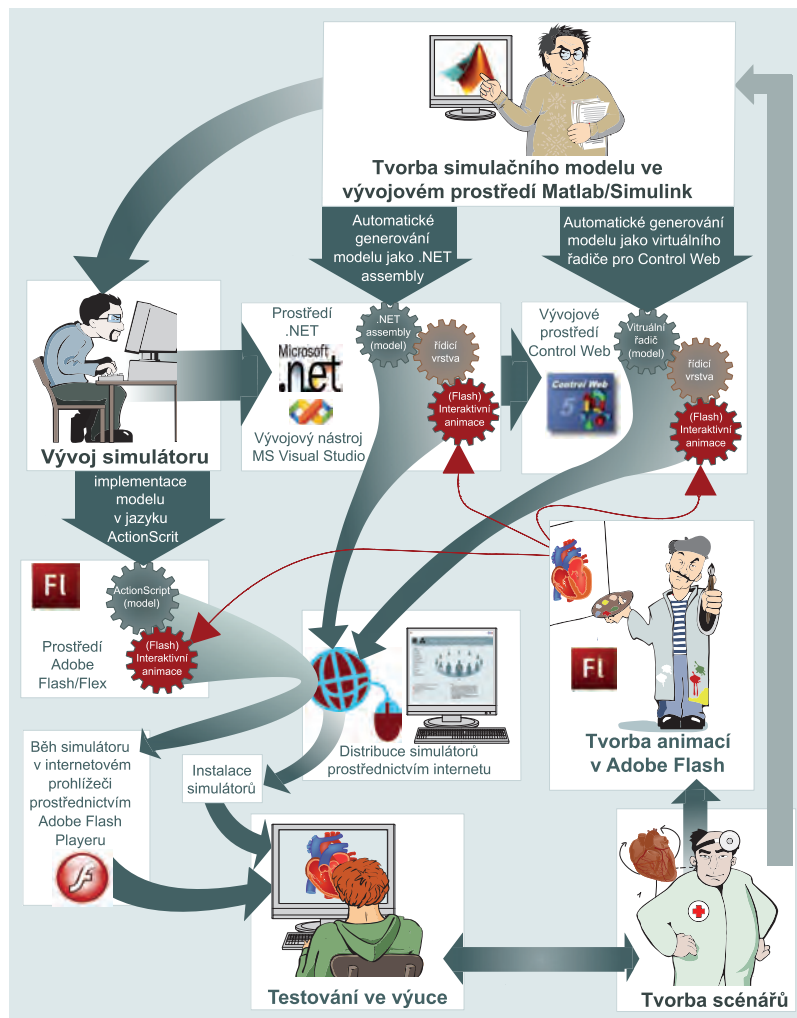 Tvorba simulačního modelu ve
vývojovém prostředí Matlab/Simulink
Automatické
generování
modelu jako .NET
assembly
Automatické generování
modelu jako virtuálního
řadiče pro Control Web
Vývoj simulátoru
Prostředí
.NET
Microsoft
.net
Vývojový nástroj
MS Visual Studio
.NET
assembly
(model)
řídicí
vrstva
(Flash)
Interaktivní
animace
Vývojové
prostředí
Control Web
Control Web
5
Vitruální
řadič
(model)
řídicí
vrstva
(Flash)
Interaktivní
animace
implementace
modelu
v jazyku
ActionScrit
Fl
ActionScript
(model)
(Flash)
Interaktivní
animace
Prostředí
Adobe
Flash/Flex
Distribuce simulátorů
prostřednictvím internetu
Fl
Tvorba animací
v Adobe Flash
Běh simulátoru
v internetovém
prohlížeči
prostřednictvím
Adobe Flash
Playeru
Instalace
simulátorů
Testování ve výuce
Tvorba scénářů